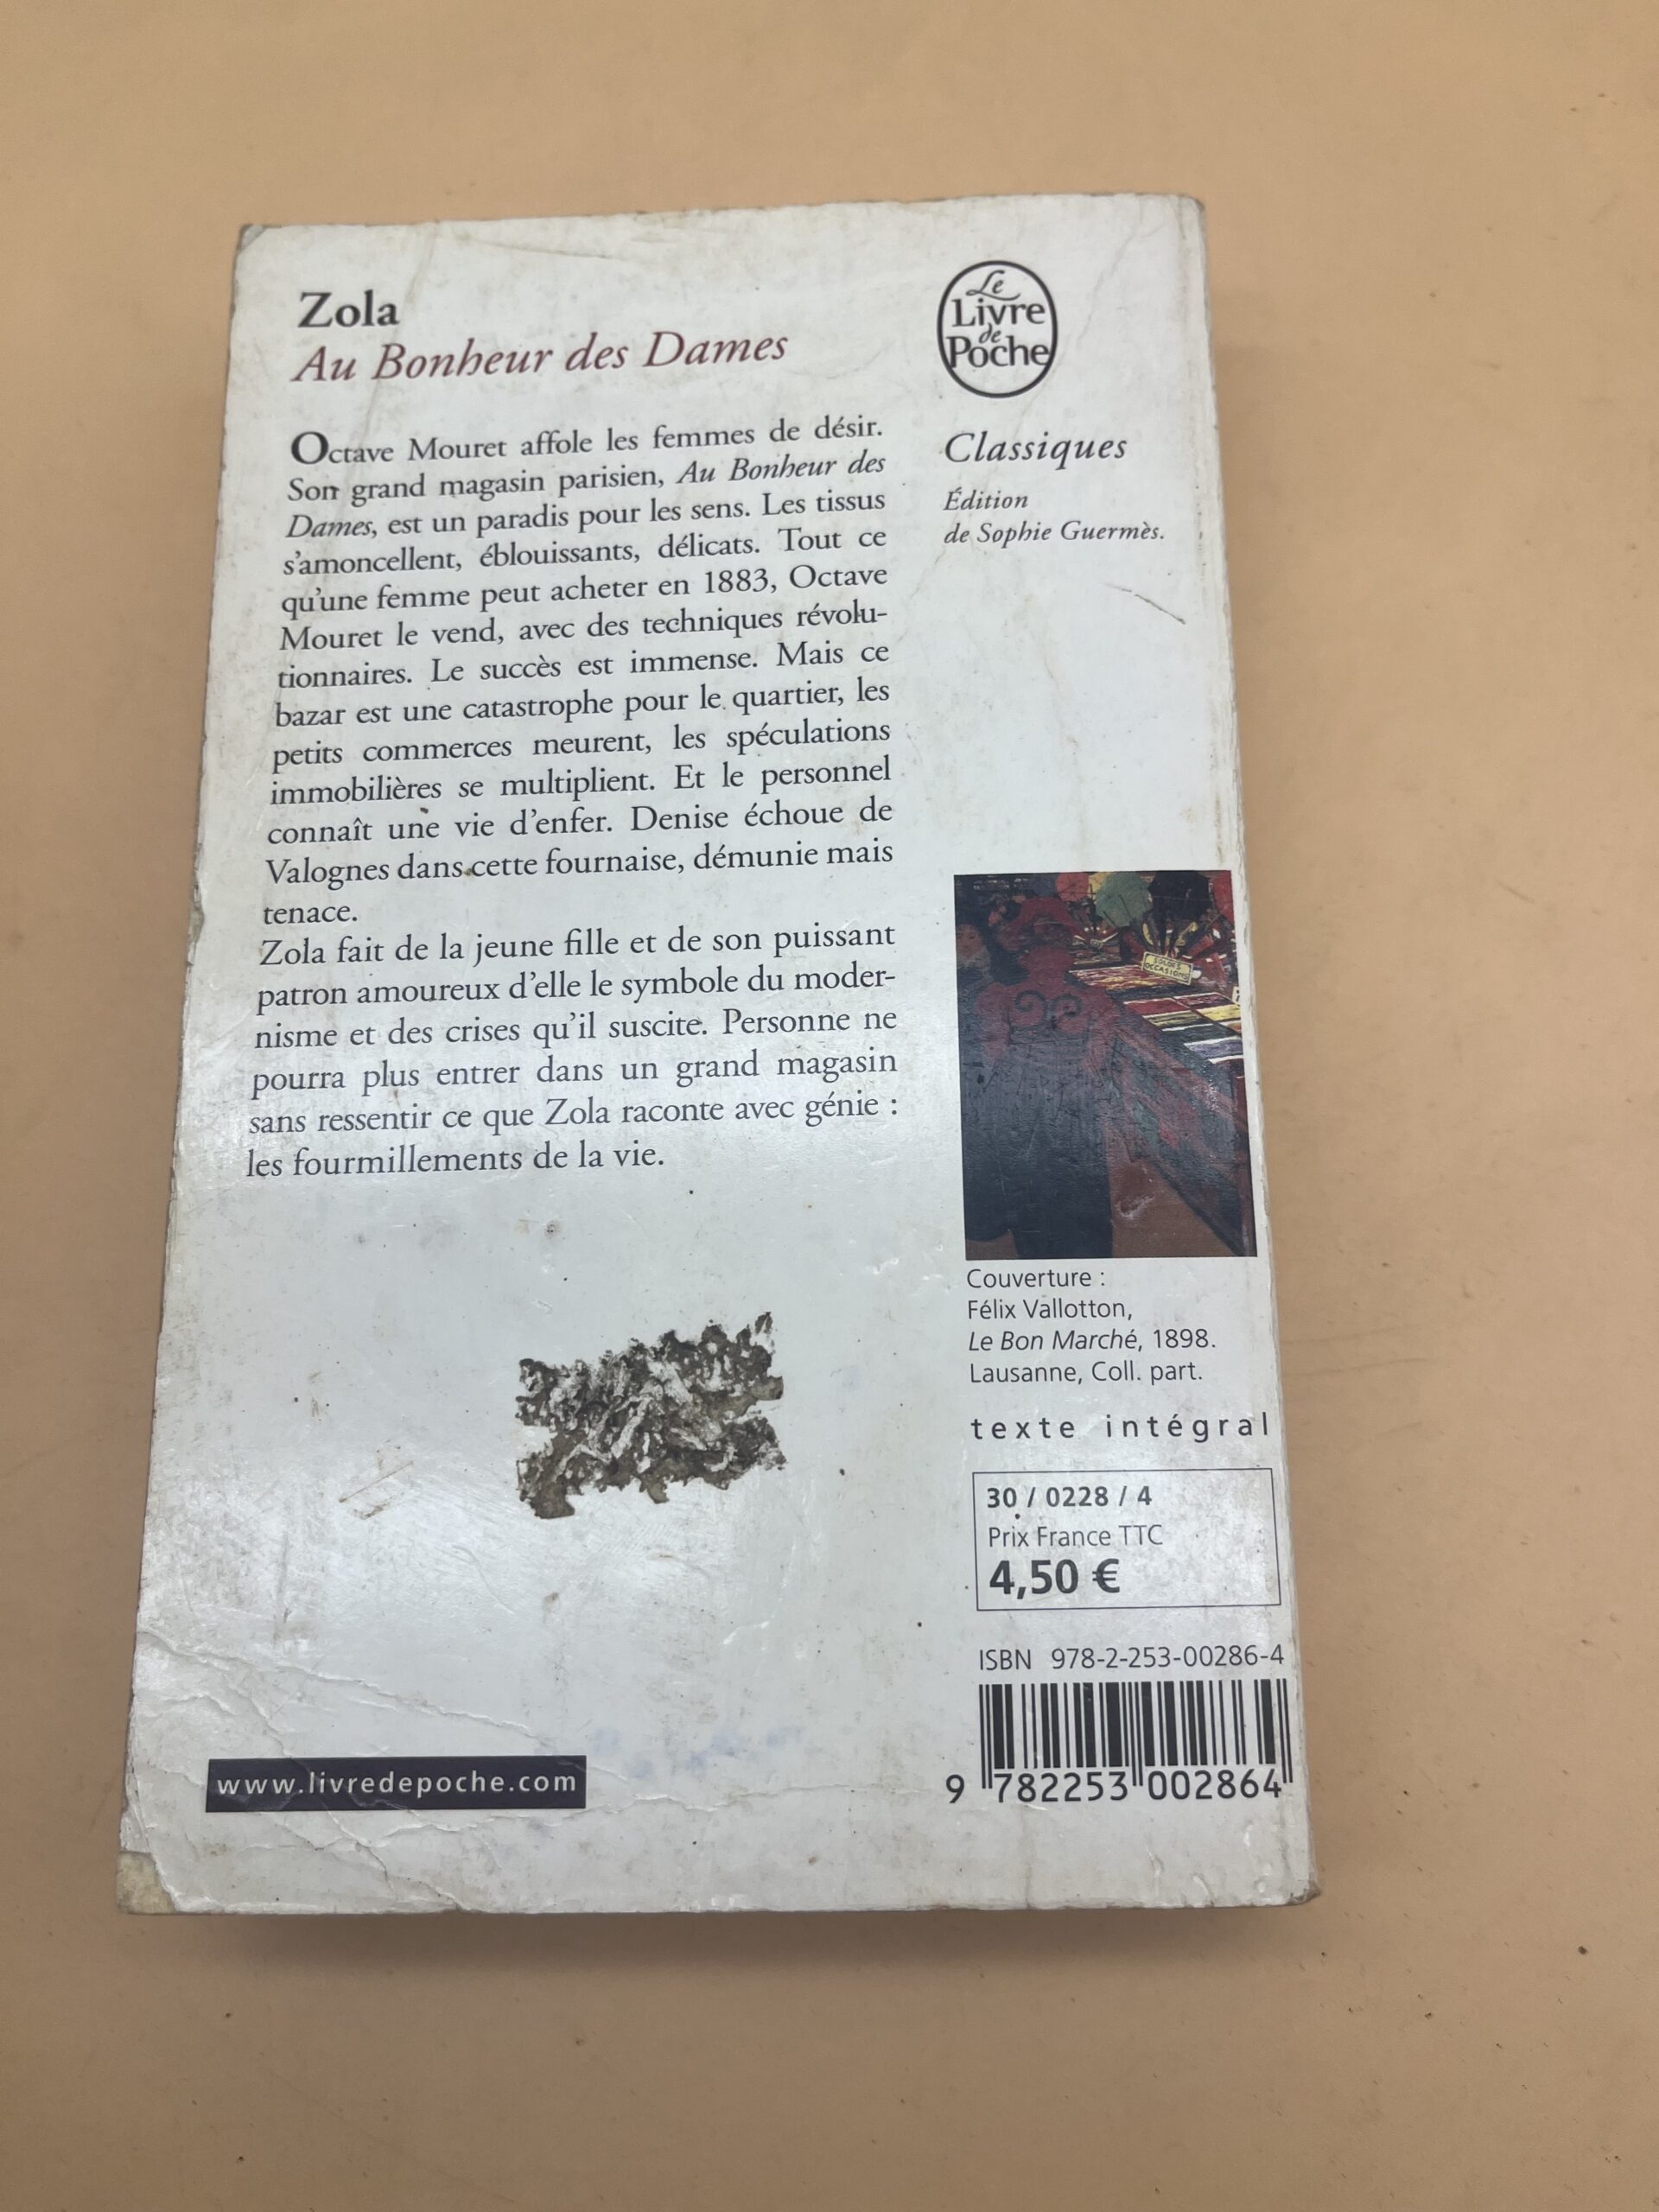 Zola
Au Bonheur des Dames
Octave Mouret affole les femmes de désir.
Son grand magasin parisien, Au Bonheur des
Dames, est un paradis pour les sens. Les tissus
s'amoncellent, éblouissants, délicats. Tout ce
qu'une femme peut acheter en 1883, Octave
Mouret le vend, avec des techniques révolu-
tionnaires. Le succès est immense. Mais ce
bazar est une catastrophe pour le quartier, les
petits commerces meurent, les spéculations
immobilières se multiplient. Et le personnel
connaît une vie d'enfer. Denise échoue de
Valognes dans cette fournaise, démunie mais
tenace.
Zola fait de la jeune fille et de son puissant
patron amoureux d'elle le symbole du moder-
nisme et des crises qu'il suscite. Personne ne
pourra plus entrer dans un grand magasin
sans ressentir ce que Zola raconte avec génie :
les fourmillements de la vie.
www.livredepoche.com
Le
Livre
de
Poche
Classiques
Édition
de Sophie Guermès.
SOLDES
OCCASIONS
Couverture :
Félix Vallotton,
Le Bon Marché, 1898.
Lausanne, Coll. part.
texte intégral
30 / 0228 / 4
Prix France TTC
4,50 €
ISBN 978-2-253-00286-4
9 782253 002864